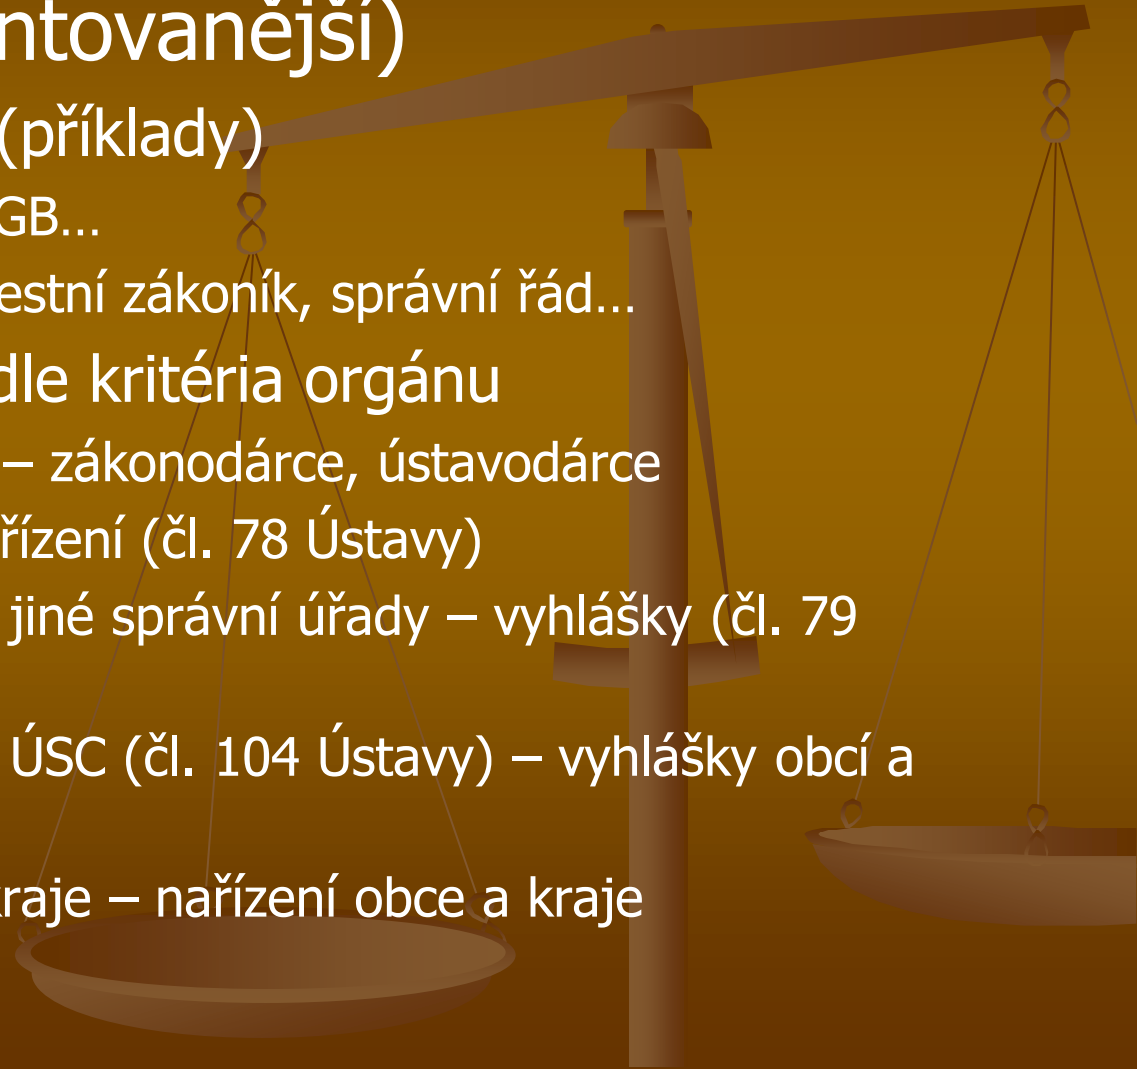 ntovanější)
(příklady)
GB…
estní zákoník, správní řád…
dle kritéria orgánu
– zákonodárce, ústavodárce
řízení (čl. 78 Ústavy)
jiné správní úřady – vyhlášky (čl. 79
ÚSC (čl. 104 Ústavy) – vyhlášky obcí a
kraje – nařízení obce a kraje